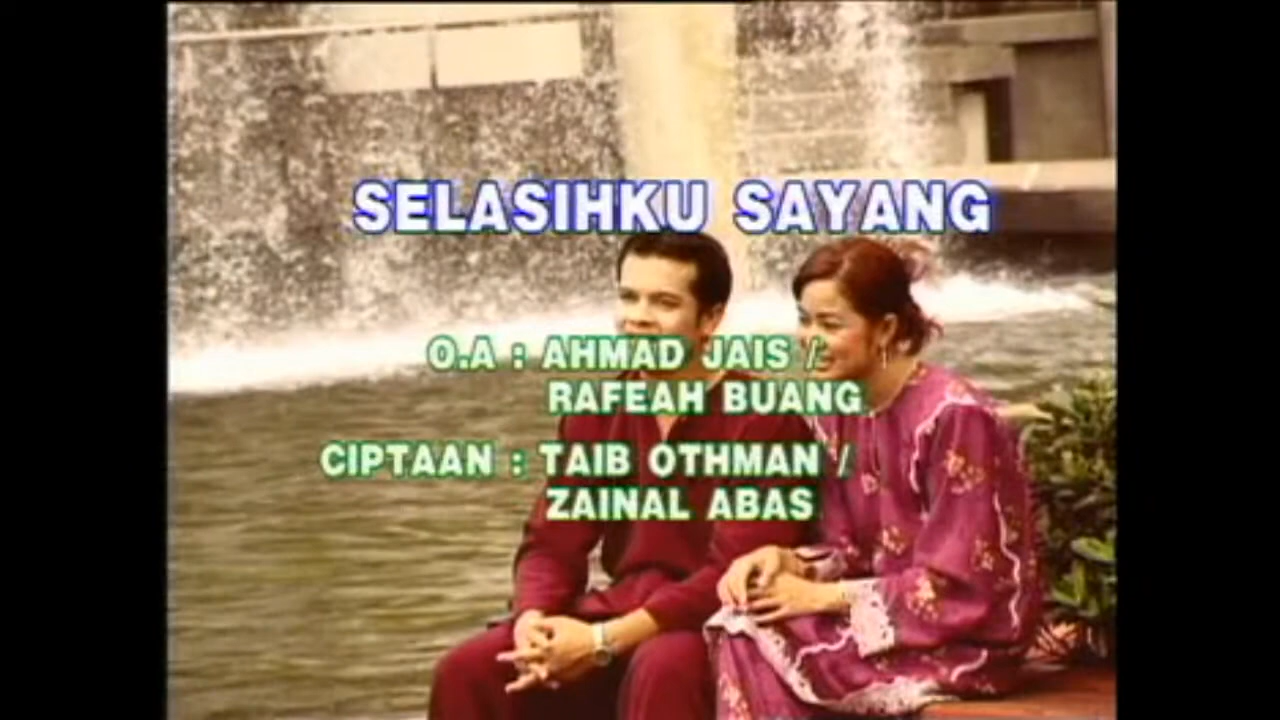 SELASIHKU SAYANG
O.A : AHMAD JAIS /
RAFEAH BUANG
CIPTAAN : TAIB OTHMAN /
ZAINAL ABAS